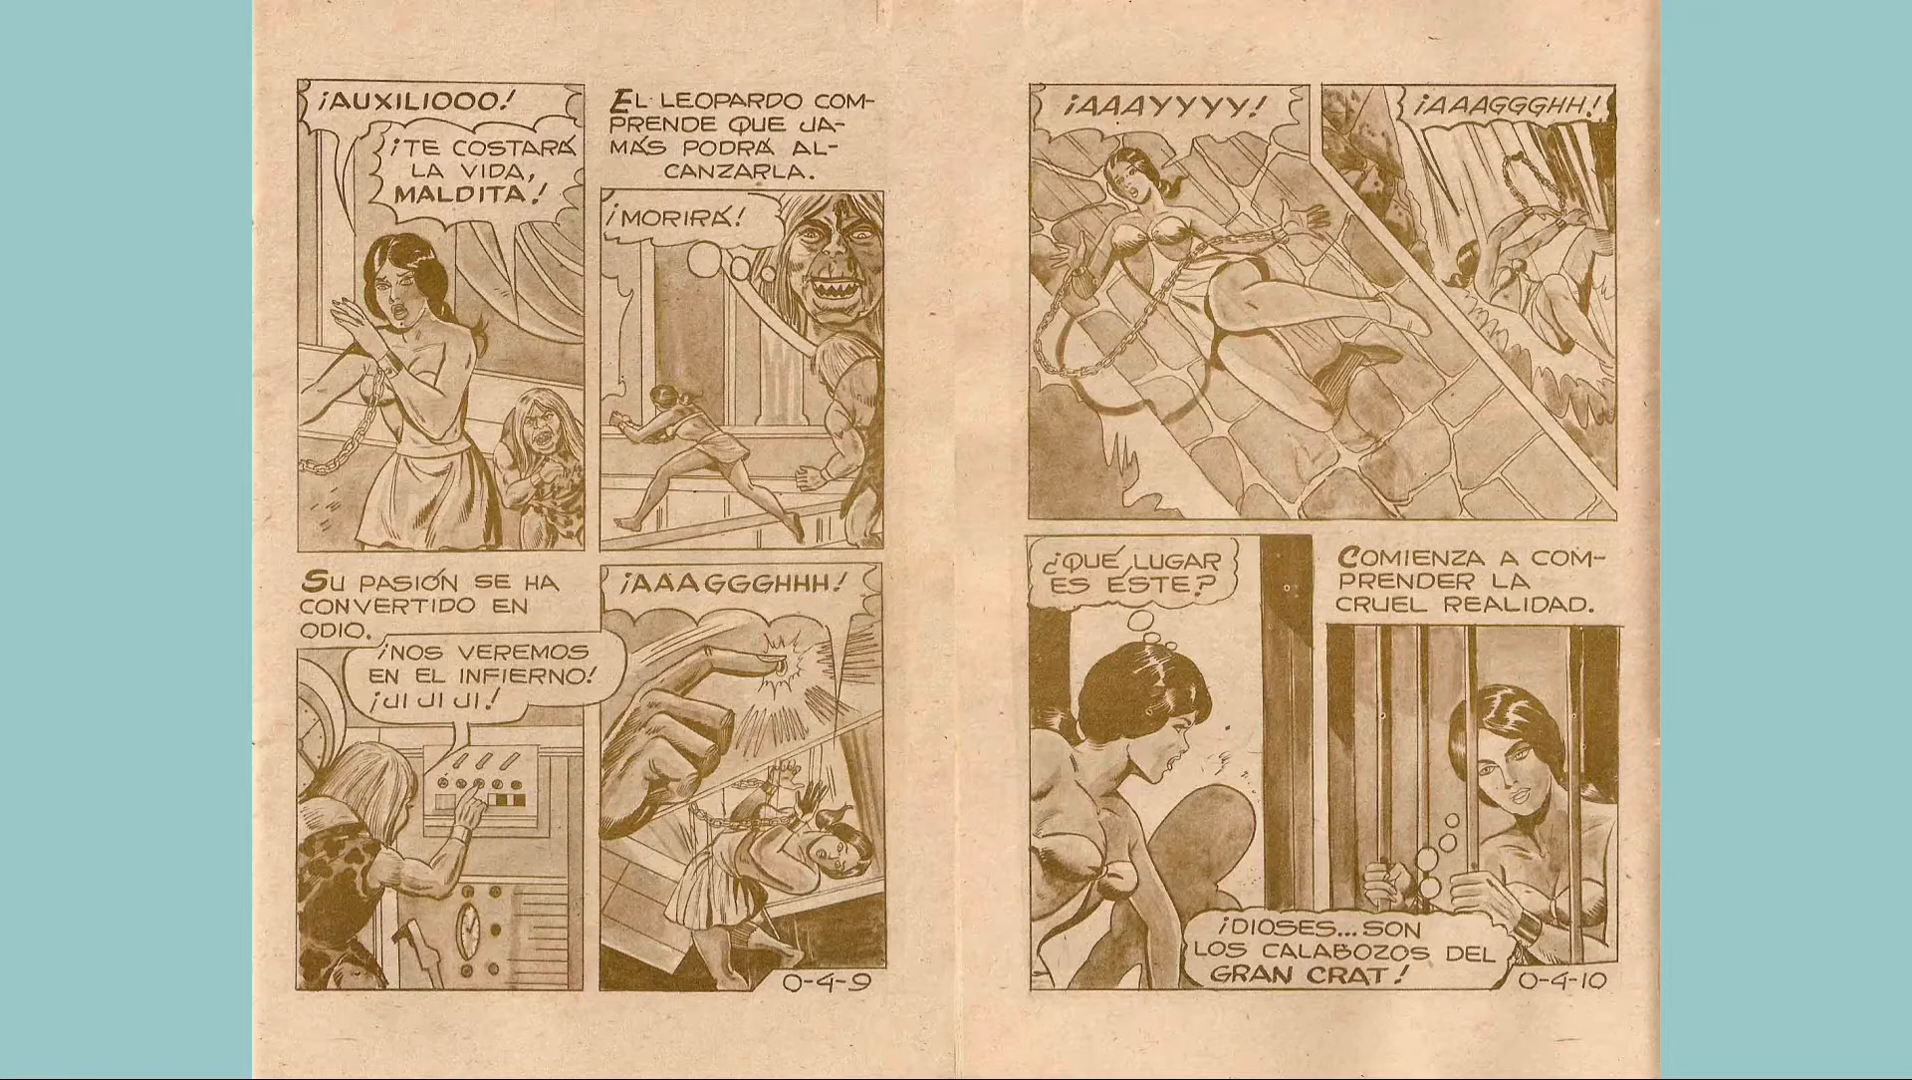 ¡AUXILIOOO!
¡TE COSTARÁ
LA VIDA,
MALDITA!
EL LEOPARDO COM-
PRENDE QUE JA-
MÁS PODRÁ AL-
CANZARLA.
¡MORIRÁ!
SU PASIÓN SE HA
CONVERTIDO EN
ODIO.
¡NOS VEREMOS
EN EL INFIERNO!
¡JI JI JI!
¡AAAGGGHHH!
O-4-9
¡AAAYYYY!
¡AAAGGGHH!
¿QUÉ LUGAR
ES ESTE?
COMIENZA A COM-
PRENDER LA
CRUEL REALIDAD.
¡DIOSES...SON
LOS CALABOZOS DEL
GRAN CRAT!
O-4-10